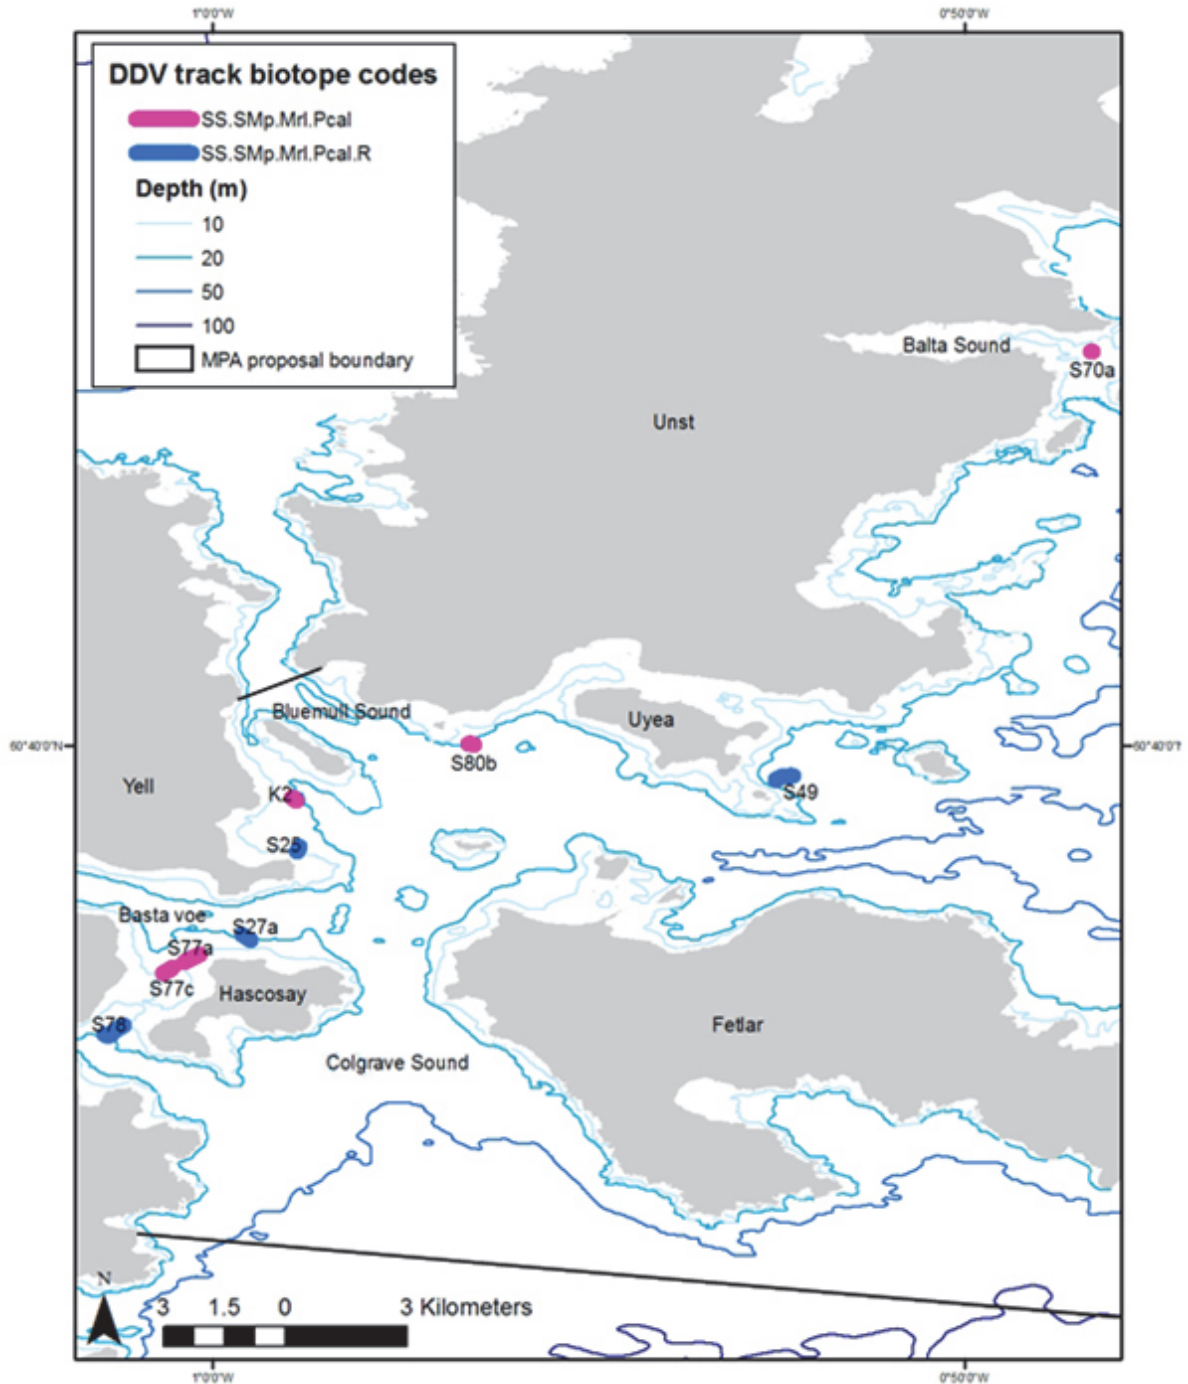 1°0'0"W
0°50'0"W
DDV track biotope codes
SS.SMp.Mrl.Pcal
SS.SMp.Mrl.Pcal.R
Depth (m)
10
20
50
100
MPA proposal boundary
Balta Sound
S70a
Unst
Bluemull Sound
Uyea
60°40'0"N
60°40'0"N
S80b
Yell
K2
S49
S25
Basta voe
S27a
S77a
S77c
Hascosay
S78
Fetlar
Colgrave Sound
N
3 1.5 0 3 Kilometers
1°0'0"W
0°50'0"W